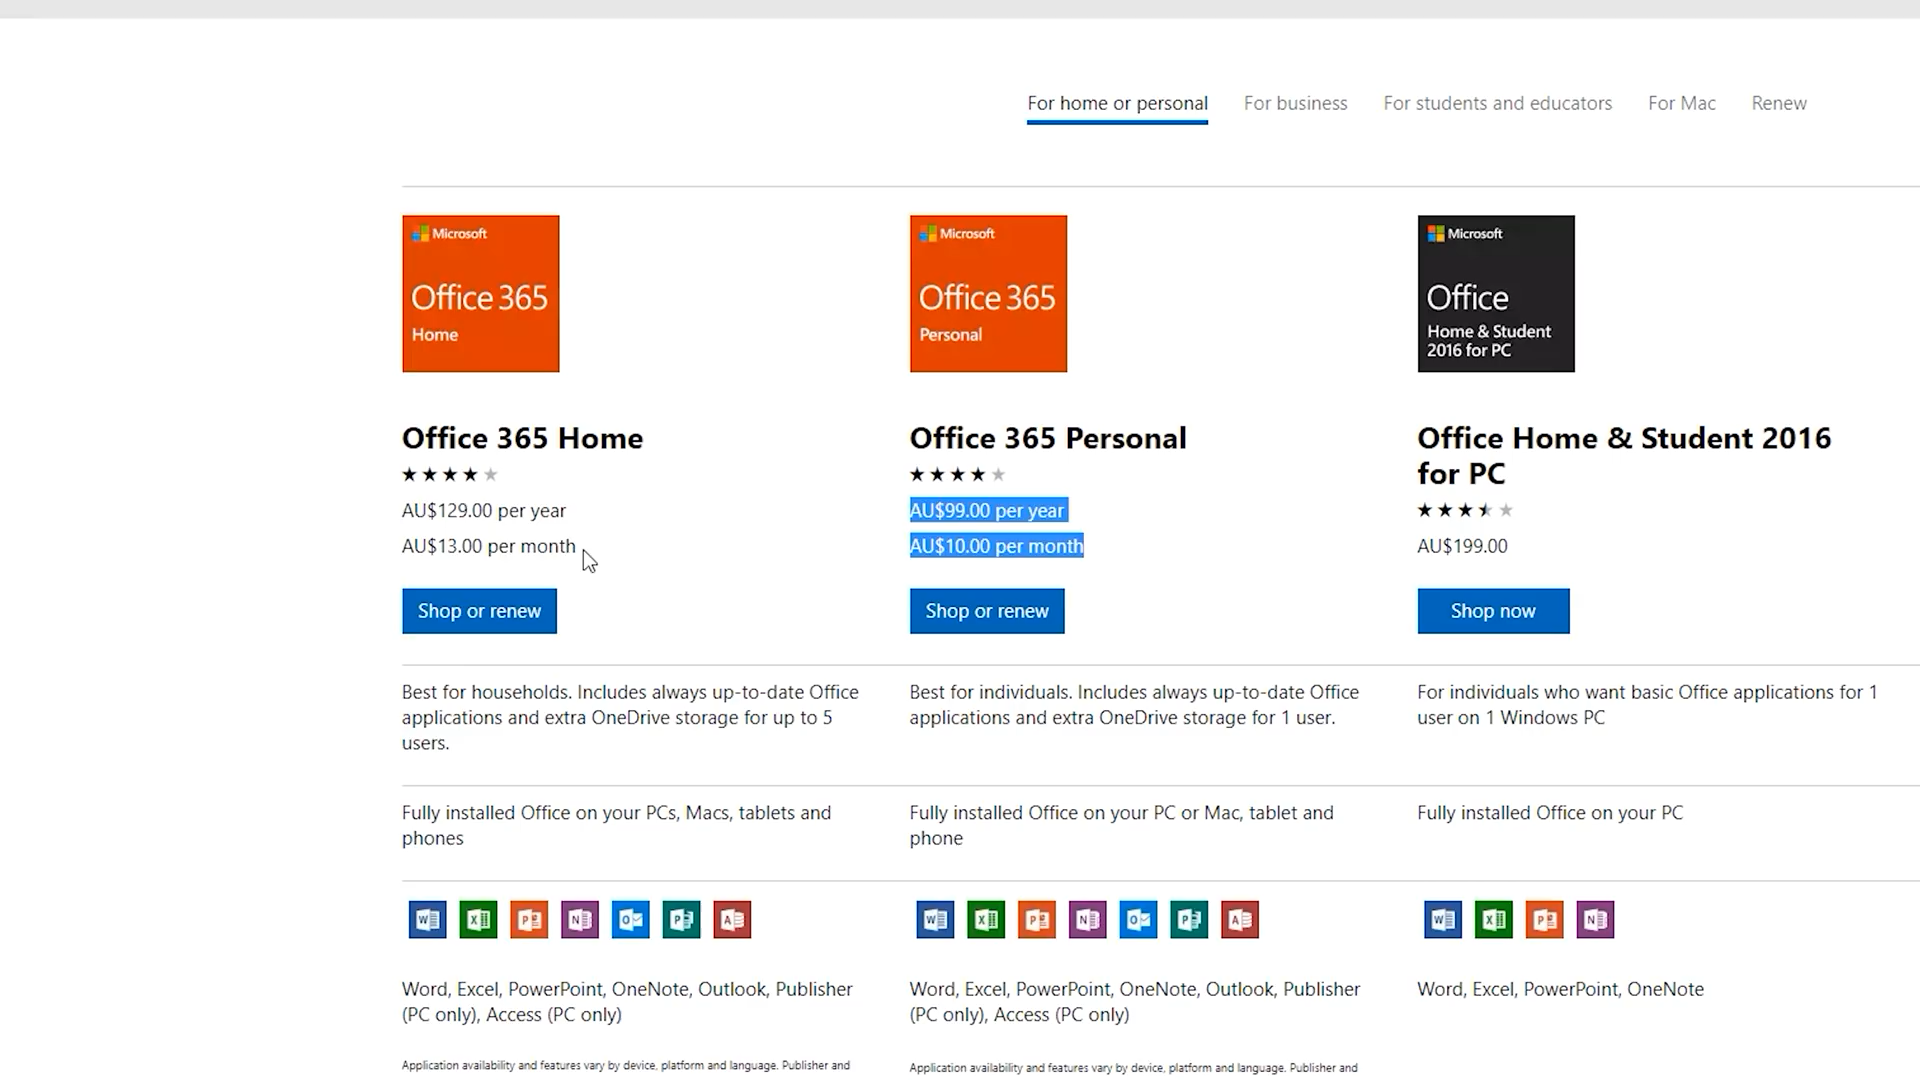 For home or personal For business For students and educators For Mac Renew
Microsoft
Office 365
Home
Microsoft
Office 365
Personal
Microsoft
Office
Home & Student
2016 for PC
Office 365 Home
AU$129.00 per year
AU$13.00 per month
Shop or renew
Office 365 Personal
AU$99.00 per year
AU$10.00 per month
Shop or renew
Office Home & Student 2016
for PC
AU$199.00
Shop now
Best for households. Includes always up-to-date Office
applications and extra OneDrive storage for up to 5
users.
Best for individuals. Includes always up-to-date Office
applications and extra OneDrive storage for 1 user.
For individuals who want basic Office applications for 1
user on 1 Windows PC
Fully installed Office on your PCs, Macs, tablets and
phones
Fully installed Office on your PC or Mac, tablet and
phone
Fully installed Office on your PC
W X P N O P A
W X P N O P A
W X P N
Word, Excel, PowerPoint, OneNote, Outlook, Publisher
(PC only), Access (PC only)
Word, Excel, PowerPoint, OneNote, Outlook, Publisher
(PC only), Access (PC only)
Word, Excel, PowerPoint, OneNote
Application availability and features vary by device, platform and language. Publisher and
Application availability and features vary by device, platform and language. Publisher and